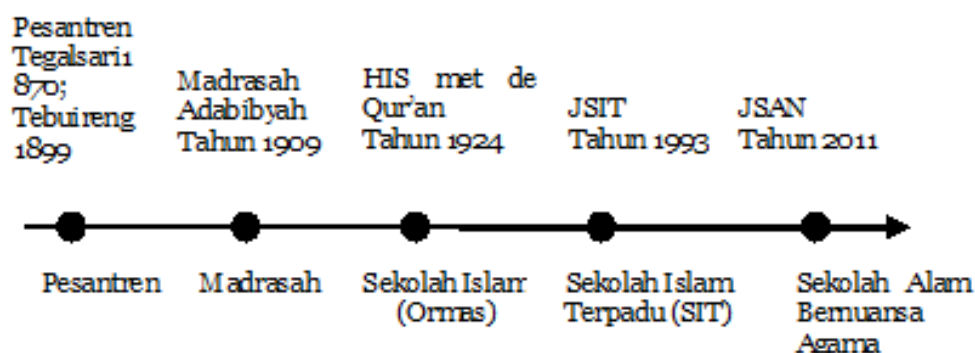 Pesantren
Tegalsari1
870;
Tebuireng
1899
Madrasah
Adabibyah
Tahun 1909
HIS met de
Qur'an
Tahun 1924
JSIT
Tahun 1993
JSAN
Tahun 2011
Pesantren
Madrasah
Sekolah Islam
(Ormas)
Sekolah Islam
Terpadu (SIT)
Sekolah Alam
Bernuansa
Agama